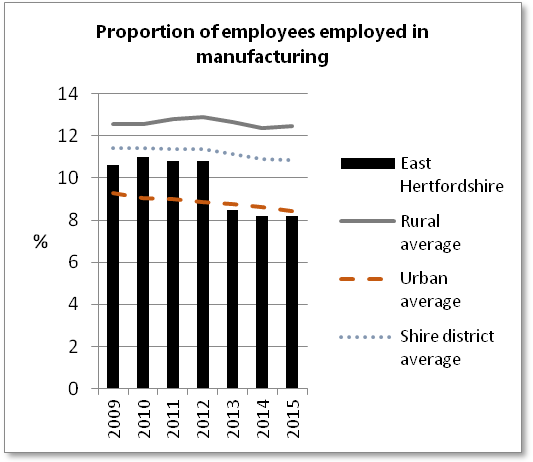 Proportion of employees employed in
manufacturing
14
12
10
8
6
4
2
0
%
2009
2010
2011
2012
2013
2014
2015
East
Hertfordshire
Rural
average
Urban
average
Shire district
average